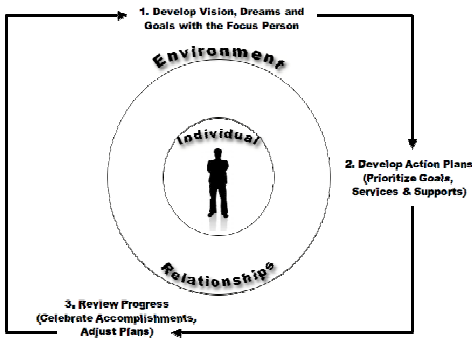 1. Develop Vision, Dreams and
Goals with the Focus Person
Environment
Individual
2. Develop Action Plans
(Prioritize Goals,
Services & Supports)
Relationships
3. Review Progress
(Celebrate Accomplishments,
Adjust Plans)